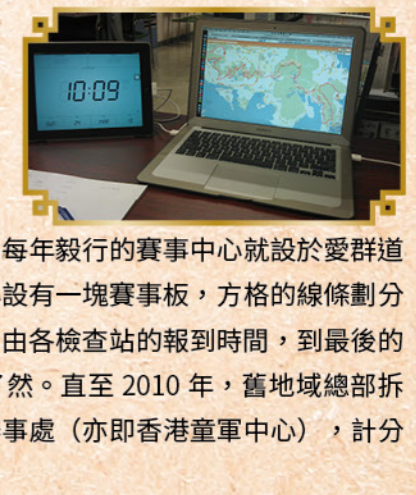 10:09
每年毅行的賽事中心就設於愛群道
設有一塊賽事板，方格的線條劃分
由各檢查站的報到時間，到最後的
然。直至 2010 年，舊地域總部拆
事處（亦即香港童軍中心），計分